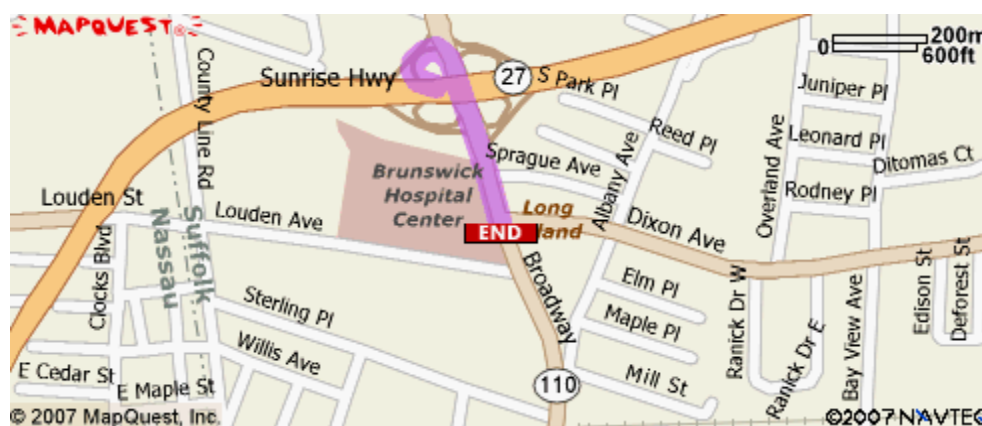 MAPQUEST
200m
0
600ft
Sunrise Hwy
27
S Park Pl
Juniper Pl
County Line Rd
Reed Pl
Leonard Pl
Ditomas Ct
Sprague Ave
Albany Ave
Overland Ave
Brunswick
Hospital
Center
Rodney Pl
Louden St
Louden Ave
Long
land
Dixon Ave
END
Nassau
Suffolk
Clocks Blvd
Broadway
Elm Pl
Sterling Pl
Maple Pl
Willis Ave
Ranick Dr W
Ranick Dr E
Bay View Ave
Edison St
Deforest St
E Cedar St
E Maple St
110
Mill St
© 2007 MapQuest, Inc.
©2007 NAVTEQ